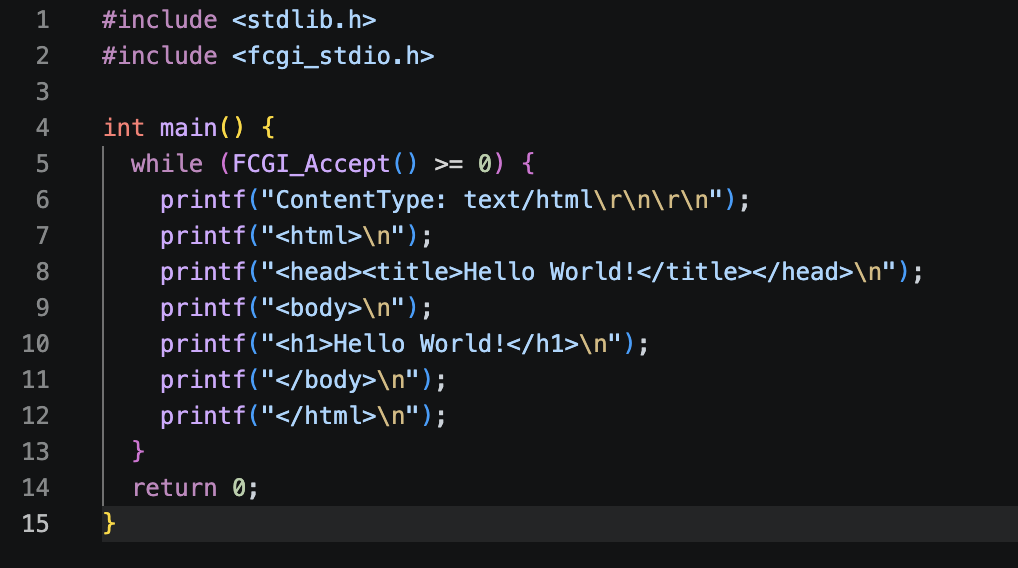 1 #include <stdlib.h>
2 #include <fcgi_stdio.h>
3
4 int main() {
5   while (FCGI_Accept() >= 0) {
6     printf("ContentType: text/html\r\n\r\n");
7     printf("<html>\n");
8     printf("<head><title>Hello World!</title></head>\n");
9     printf("<body>\n");
10     printf("<h1>Hello World!</h1>\n");
11     printf("</body>\n");
12     printf("</html>\n");
13   }
14   return 0;
15 }